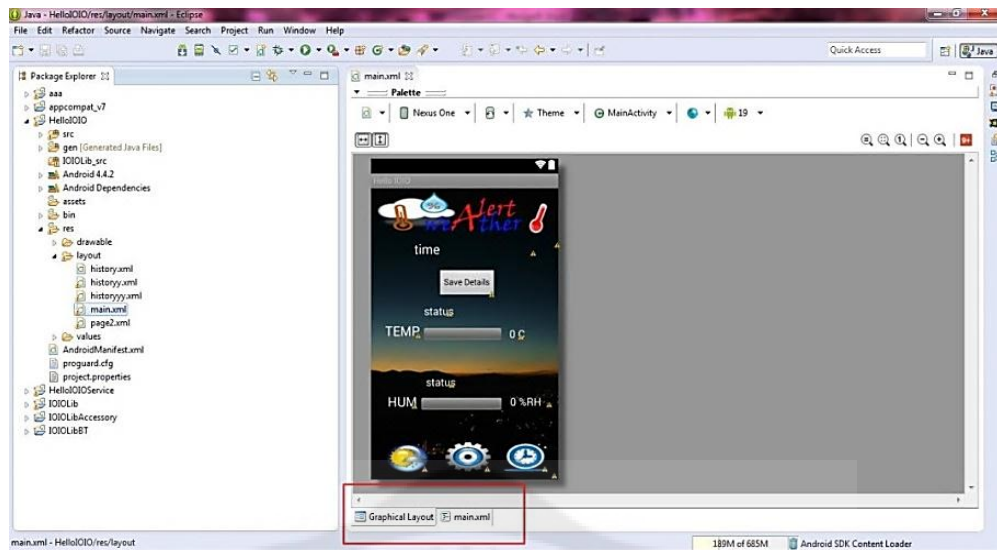 Java - HelloIOIO/res/layout/main.xml - Eclipse
File Edit Refactor Source Navigate Search Project Run Window Help
Quick Access
Java
Package Explorer
aaa
appcompat_v7
HelloIOIO
src
gen [Generated Java Files]
IOIOLib_src
Android 4.4.2
Android Dependencies
assets
bin
res
drawable
layout
history.xml
historyy.xml
historyyy.xml
main.xml
page2.xml
values
AndroidManifest.xml
proguard.cfg
project.properties
HelloIOIOService
IOIOLib
IOIOLibAccessory
IOIOLibBT
main.xml
Palette
Nexus One
Theme
MainActivity
19
Hello IOIO
Alert
weAther
time
Save Details
status
TEMP
0 C
status
HUM
0 %RH
Graphical Layout
main.xml
main.xml - HelloIOIO/res/layout
189M of 685M
Android SDK Content Loader